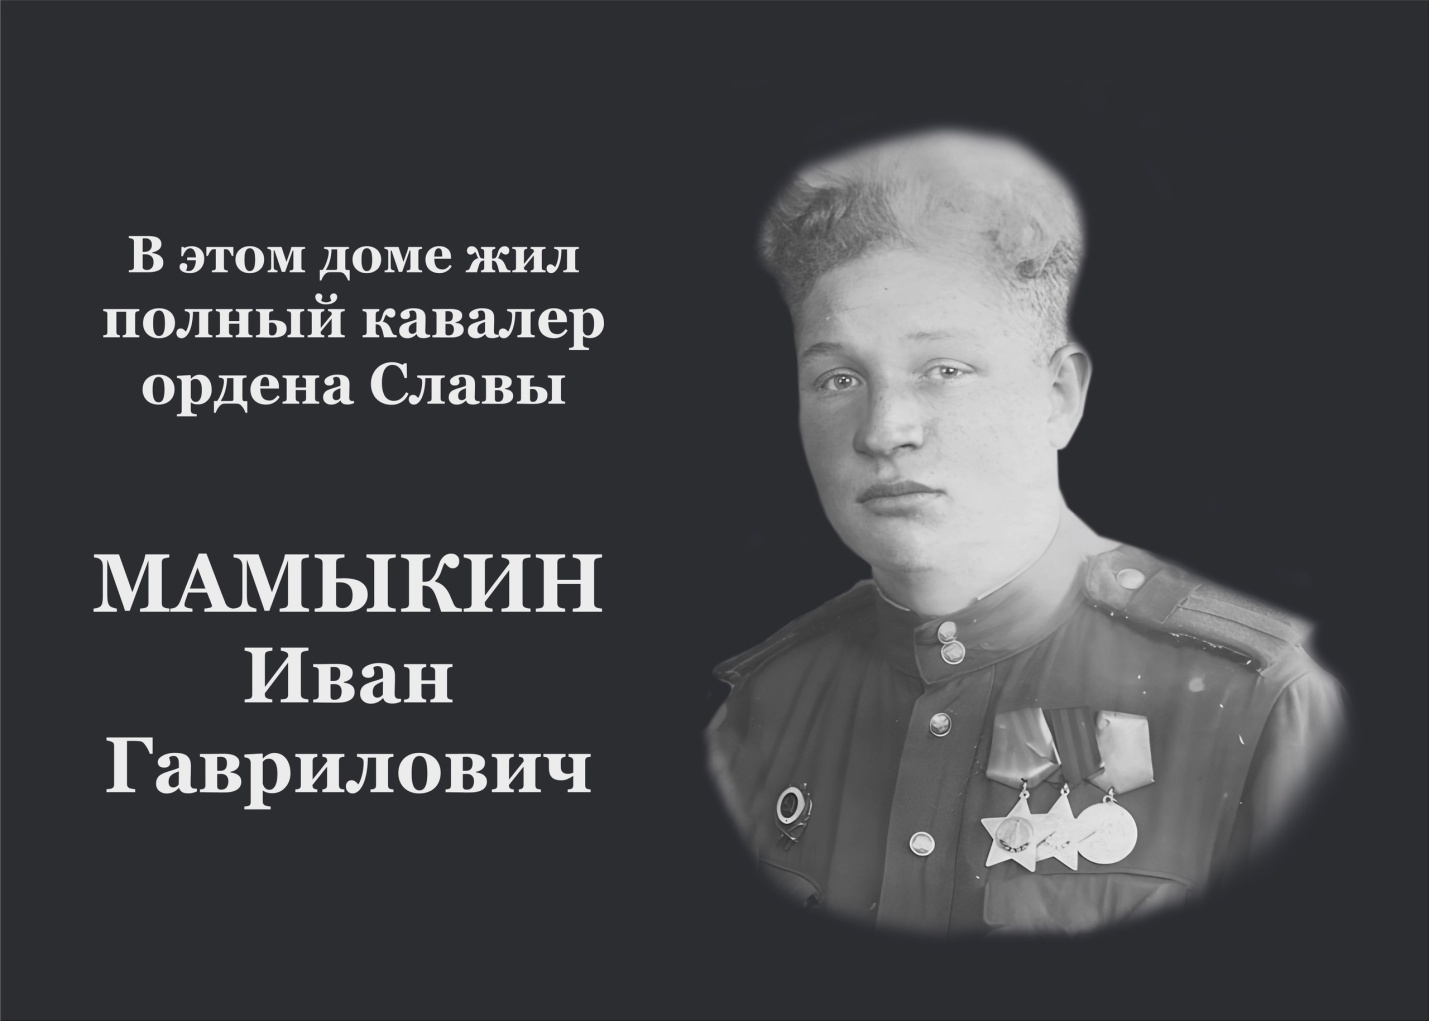 В этом доме жил
полный кавалер
ордена Славы
МАМЫКИН
Иван
Гаврилович